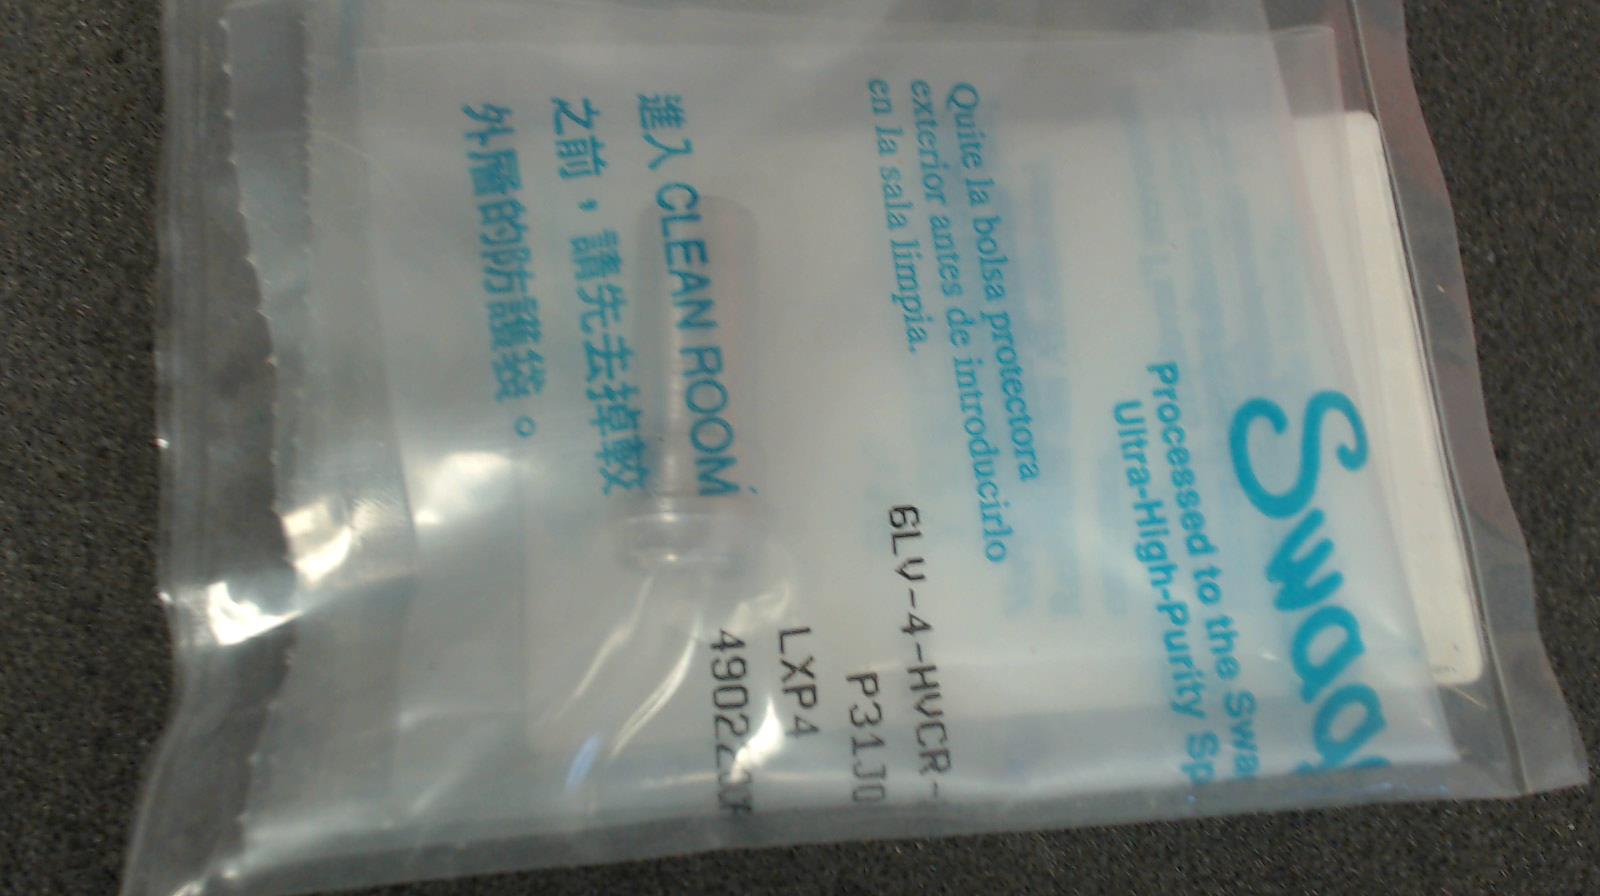 Swag
Processed to the Swa
Ultra-High-Purity Sp
Quite la bolsa protectora
exterior antes de introducirlo
en la sala limpia.
6LV-4-HVCR-
P31J0
LXP4
進入 CLEAN ROOM
之前，請先去掉較
外層的防護袋。